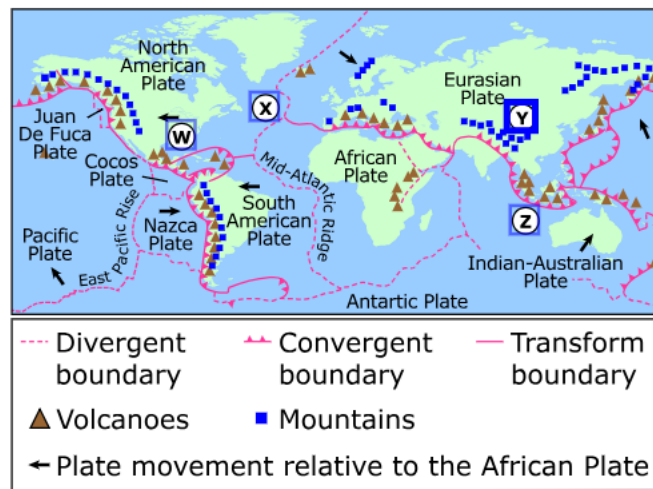 North
American
Plate
Juan
De Fuca
Plate
Cocos
Plate
W
X
Eurasian
Plate
Y
African
Plate
Mid-Atlantic
Ridge
South
American
Plate
Nazca
Plate
East Pacific Rise
Pacific
Plate
Z
Indian-Australian
Plate
Antartic Plate
Divergent
boundary
Convergent
boundary
Transform
boundary
Volcanoes
Mountains
Plate movement relative to the African Plate